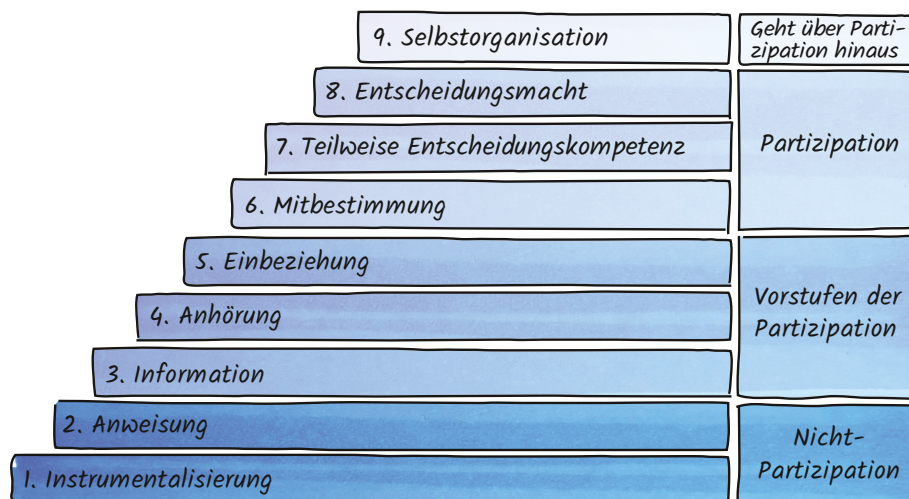 9. Selbstorganisation
Geht über Parti-
zipation hinaus
8. Entscheidungsmacht
7. Teilweise Entscheidungskompetenz
6. Mitbestimmung
Partizipation
5. Einbeziehung
4. Anhörung
3. Information
Vorstufen der
Partizipation
2. Anweisung
1. Instrumentalisierung
Nicht-
Partizipation